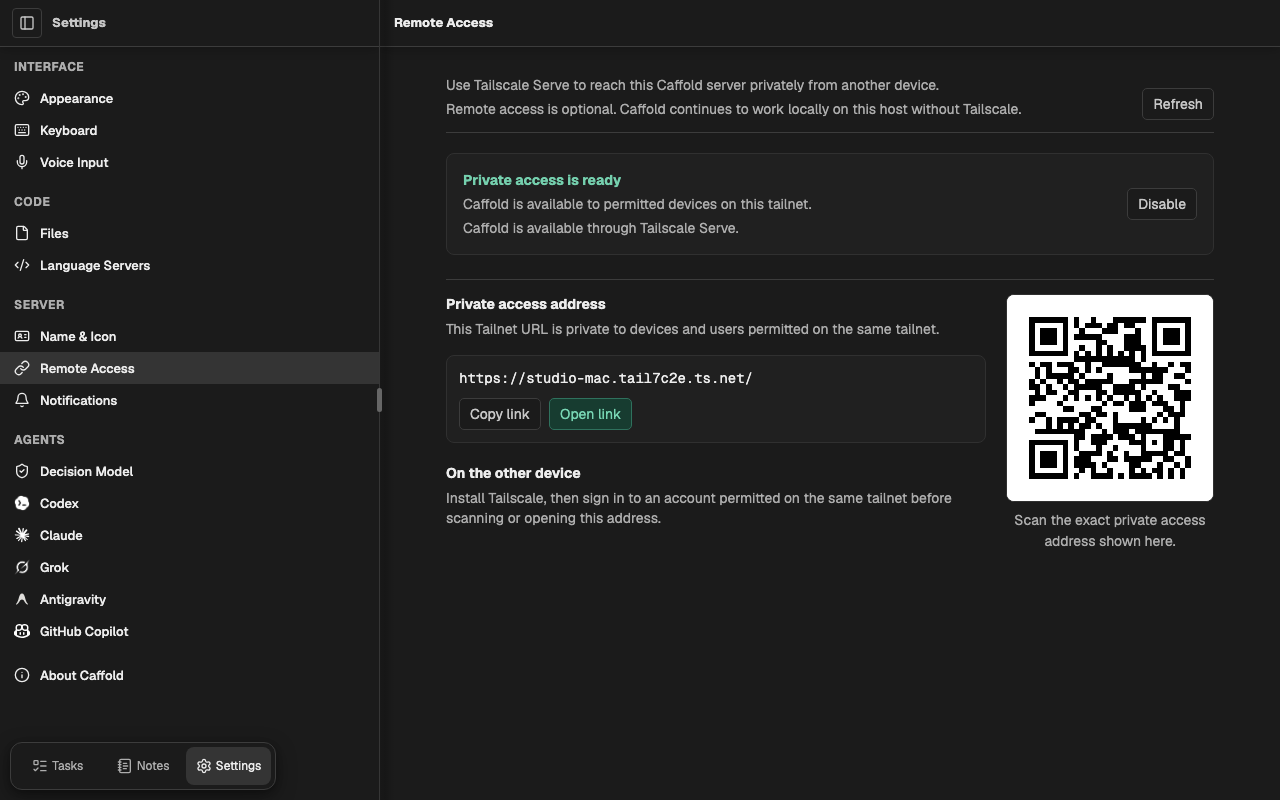 Settings
INTERFACE
Appearance
Keyboard
Voice Input
CODE
Files
Language Servers
SERVER
Name & Icon
Remote Access
Notifications
AGENTS
Decision Model
Codex
Claude
Grok
Antigravity
GitHub Copilot
About Caffold
Tasks
Notes
Settings
Remote Access
Use Tailscale Serve to reach this Caffold server privately from another device.
Remote access is optional. Caffold continues to work locally on this host without Tailscale.
Refresh
Private access is ready
Caffold is available to permitted devices on this tailnet.
Caffold is available through Tailscale Serve.
Disable
Private access address
This Tailnet URL is private to devices and users permitted on the same tailnet.
https://studio-mac.tail7c2e.ts.net/
Copy link
Open link
On the other device
Install Tailscale, then sign in to an account permitted on the same tailnet before
scanning or opening this address.
Scan the exact private access
address shown here.